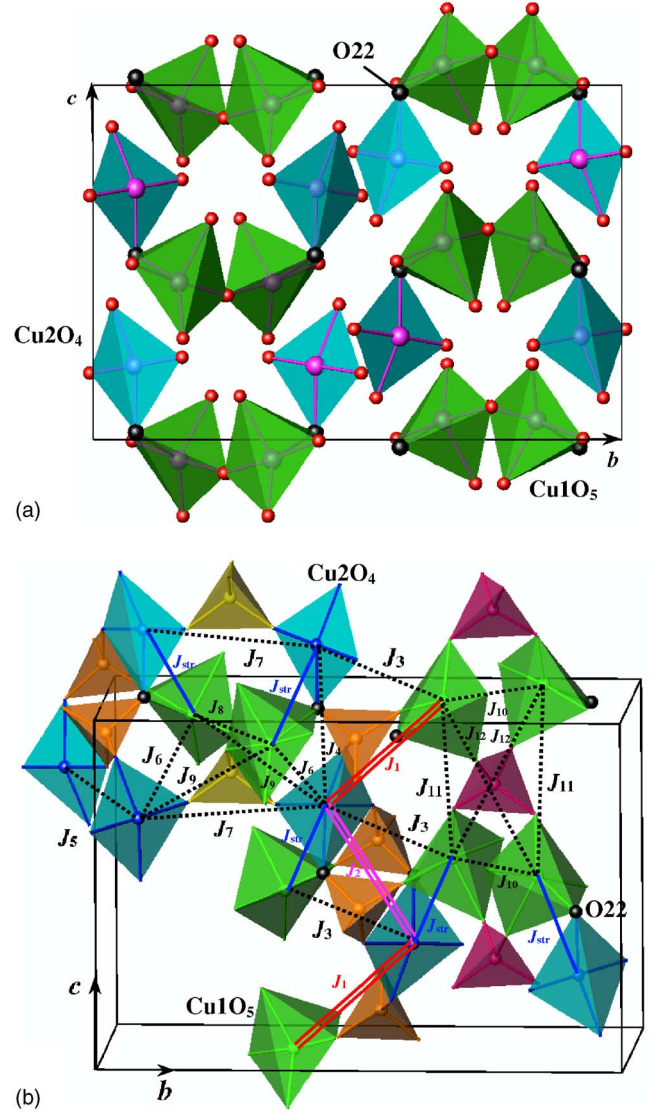 O22
c
Cu2O₄
b
Cu1O₅
(a)
Cu2O₄
J₇
J₃
Jstr
Jstr
J₈
J₁₀
J₁₂
J₁₂
J₄
J₆
J₉
J₉
J₆
J₁
J₁₁
J₁₁
J₅
J₇
J₃
Jstr
J₂
J₁₀
J₃
Jstr
O22
Jstr
J₁
Cu1O₅
c
b
(b)